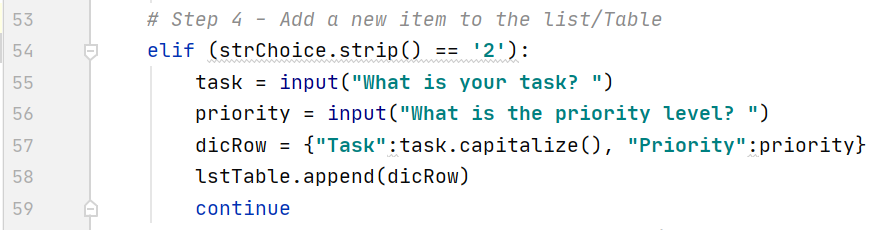 53 # Step 4 - Add a new item to the list/Table
54 elif (strChoice.strip() == '2'):
55 task = input("What is your task? ")
56 priority = input("What is the priority level? ")
57 dicRow = {"Task":task.capitalize(), "Priority":priority}
58 lstTable.append(dicRow)
59 continue